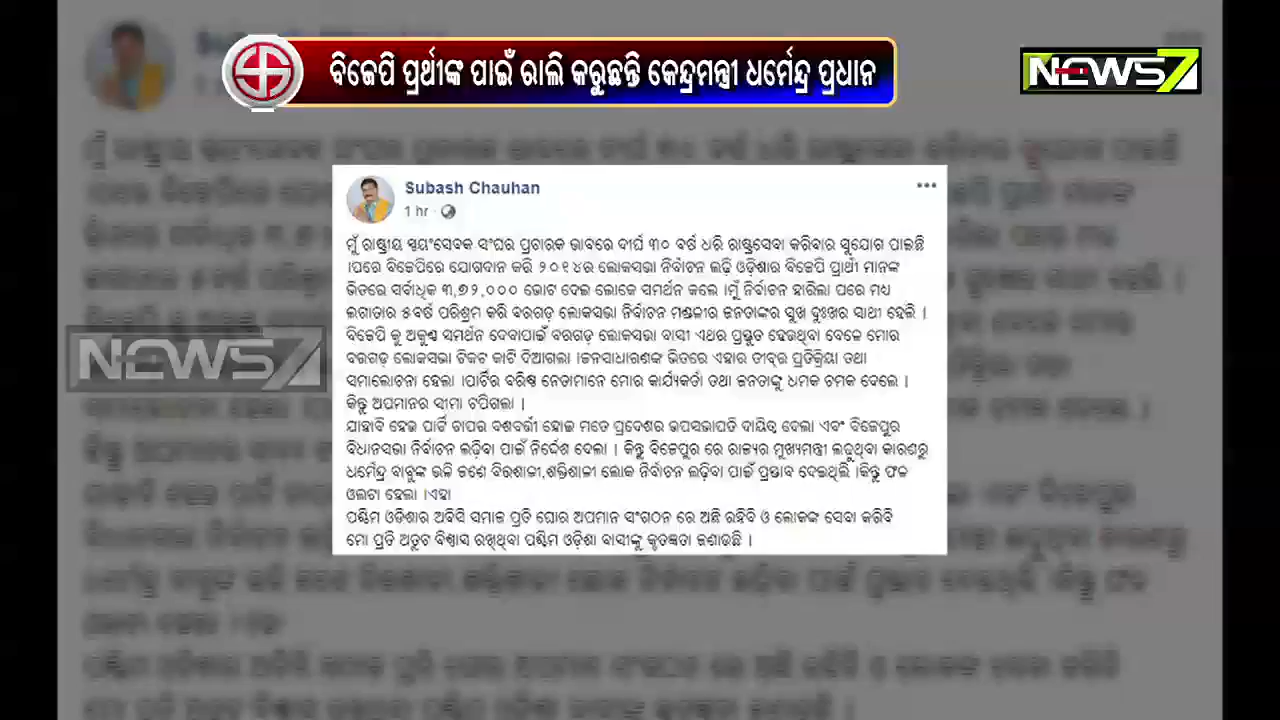 ବିଜେପି ପ୍ରର୍ଥୀଙ୍କ ପାଇଁ ରାଲି କରୁଛନ୍ତି କେନ୍ଦ୍ରମନ୍ତ୍ରୀ ଧର୍ମେନ୍ଦ୍ର ପ୍ରଧାନ
NEWS7
Subash Chauhan
1 hr
ମୁଁ ରାଷ୍ଟ୍ରୀୟ ସ୍ୱୟଂସେବକ ସଂଘର ପ୍ରଚାରକ ଭାବରେ ଦୀର୍ଘ ୩୦ ବର୍ଷ ଧରି ରାଷ୍ଟ୍ରସେବା କରିବାର ସୁଯୋଗ ପାଇଛି
।ପରେ ବିଜେପିରେ ଯୋଗଦାନ କରି ୨୦୧୪ର ଲୋକସଭା ନିର୍ବାଚନ ଲଢ଼ି ଓଡ଼ିଶାର ବିଜେପି ପ୍ରାର୍ଥୀ ମାନଙ୍କ
ଭିତରେ ସର୍ବାଧିକ ୩,୭୨,୦୦୦ ଭୋଟ ଦେଇ ଲୋକେ ସମର୍ଥନ କଲେ ।ମୁଁ ନିର୍ବାଚନ ହାରିଲା ପରେ ମଧ୍ୟ
ଲଗାତାର ୫ବର୍ଷ ପରିଶ୍ରମ କରି ବରଗଡ଼ ଲୋକସଭା ନିର୍ବାଚନ ମଣ୍ଡଳୀର ଜନତାଙ୍କର ସୁଖ ଦୁଃଖର ସାଥୀ ହେଲି ।
ବିଜେପି କୁ ଅକୁଣ୍ଠ ସମର୍ଥନ ଦେବାପାଇଁ ବରଗଡ଼ ଲୋକସଭା ବାସୀ ଏଥର ପ୍ରସ୍ତୁତ ହେଉଥିବା ବେଳେ ମୋର
ବରଗଡ଼ ଲୋକସଭା ଟିକଟ କାଟି ଦିଆଗଲା ।ଜନସାଧାରଣଙ୍କ ଭିତରେ ଏହାର ତୀବ୍ର ପ୍ରତିକ୍ରିୟା ତଥା
ସମାଲୋଚନା ହେଲା ।ପାର୍ଟିର ବରିଷ୍ଠ ନେତାମାନେ ମୋର କାର୍ଯ୍ୟକର୍ତା ତଥା ଜନତାଙ୍କୁ ଧମକ ଚମକ ଦେଲେ ।
କିନ୍ତୁ ଅପମାନର ସୀମା ଟପିଗଲା ।
ଯାହାବି ହେଉ ପାର୍ଟି ଚାପର ବଶବର୍ତ୍ତୀ ହୋଇ ମତେ ପ୍ରଦେଶର ଉପସଭାପତି ଦାୟିତ୍ୱ ଦେଲା ଏବଂ ବିଜେପୁର
ବିଧାନସଭା ନିର୍ବାଚନ ଲଢ଼ିବା ପାଇଁ ନିର୍ଦ୍ଦେଶ ଦେଲା । କିନ୍ତୁ ବିଜେପୁର ରେ ରାଜ୍ୟର ମୁଖ୍ୟମନ୍ତ୍ରୀ ଲଢୁଥିବା କାରଣରୁ
ଧର୍ମେନ୍ଦ୍ର ବାବୁଙ୍କ ଭଳି ଜଣେ ବିତ୍ତଶାଳୀ,ଶକ୍ତିଶାଳୀ ଲୋକ ନିର୍ବାଚନ ଲଢ଼ିବା ପାଇଁ ପ୍ରସ୍ତାବ ଦେଇଥିଲି ।କିନ୍ତୁ ଫଳ
ଓଲଟା ହେଲା ।ଏହା
ପଶ୍ଚିମ ଓଡିଶାର ଅବିସି ସମାଜ ପ୍ରତି ଘୋର ଅପମାନ ସଂଗଠନ ରେ ଅଛି ରହିବି ଓ ଲୋକଙ୍କ ସେବା କରିବି
ମୋ ପ୍ରତି ଅତୁଟ ବିଶ୍ୱାସ ରଖିଥିବା ପଶ୍ଚିମ ଓଡ଼ିଶା ବାସୀଙ୍କୁ କୃତଜ୍ଞତା ଜଣାଉଛି ।
NEWS7